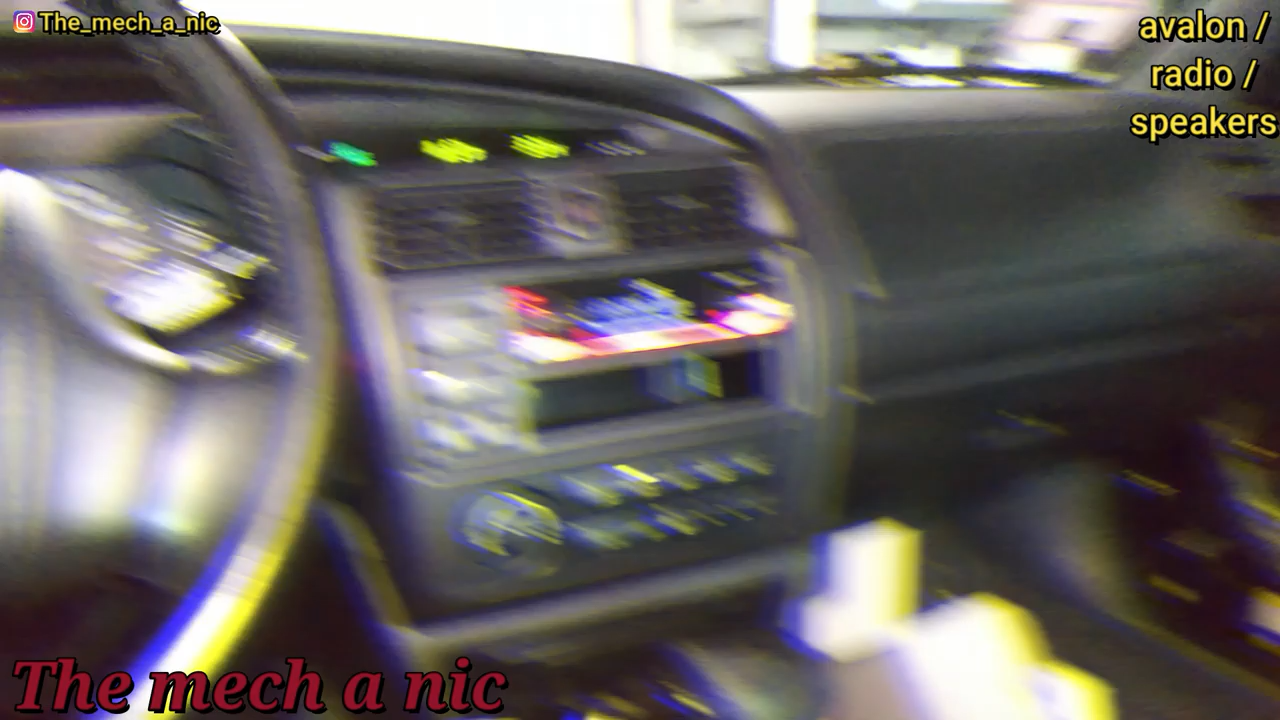 The_mech_a_nic
avalon /
radio /
speakers
The mech a nic